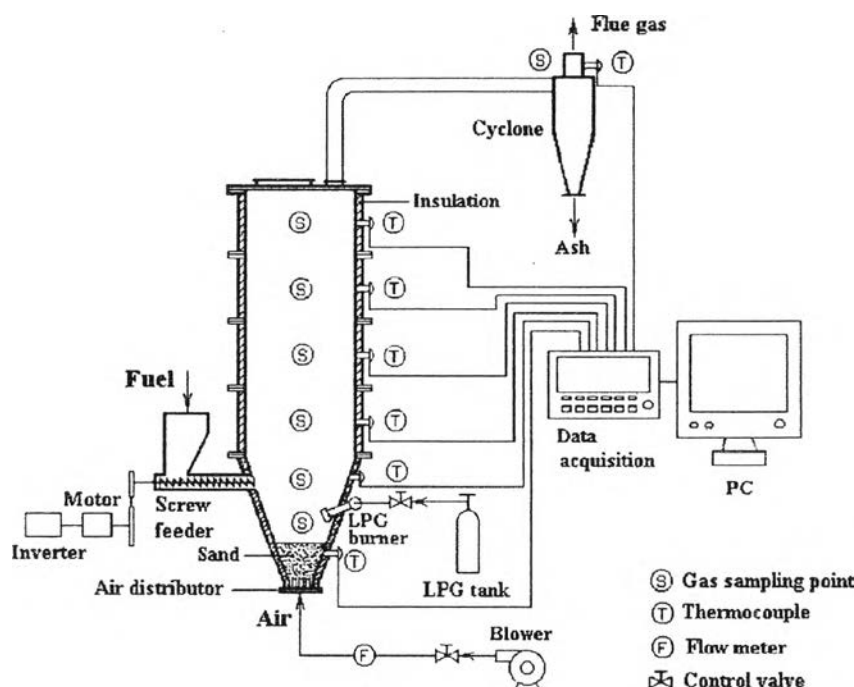 Flue gas
S
T
Cyclone
Insulation
S
T
Ash
S
T
S
T
Fuel
S
T
S
T
Data
acquisition
PC
Motor
Screw
feeder
S
LPG
burner
Inverter
Sand
T
Air distributor
LPG tank
Air
Blower
F
S Gas sampling point
T Thermocouple
F Flow meter
Control valve